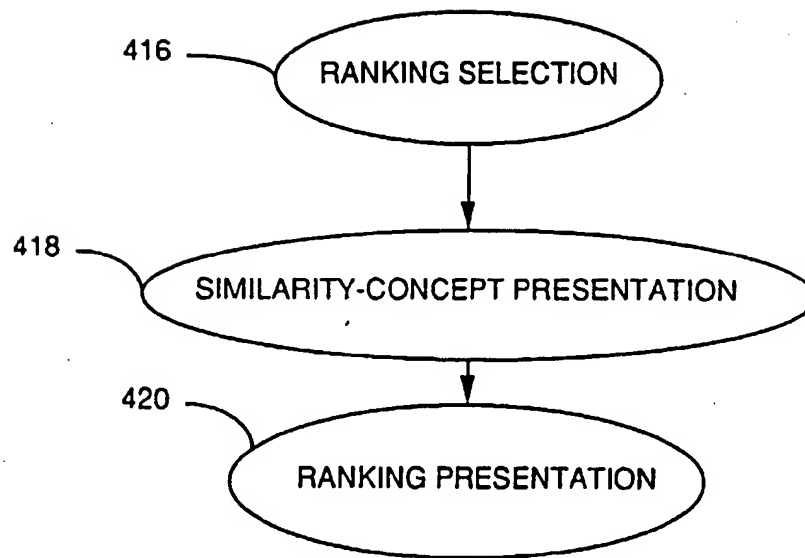 416
RANKING SELECTION
418
SIMILARITY-CONCEPT PRESENTATION
420
RANKING PRESENTATION